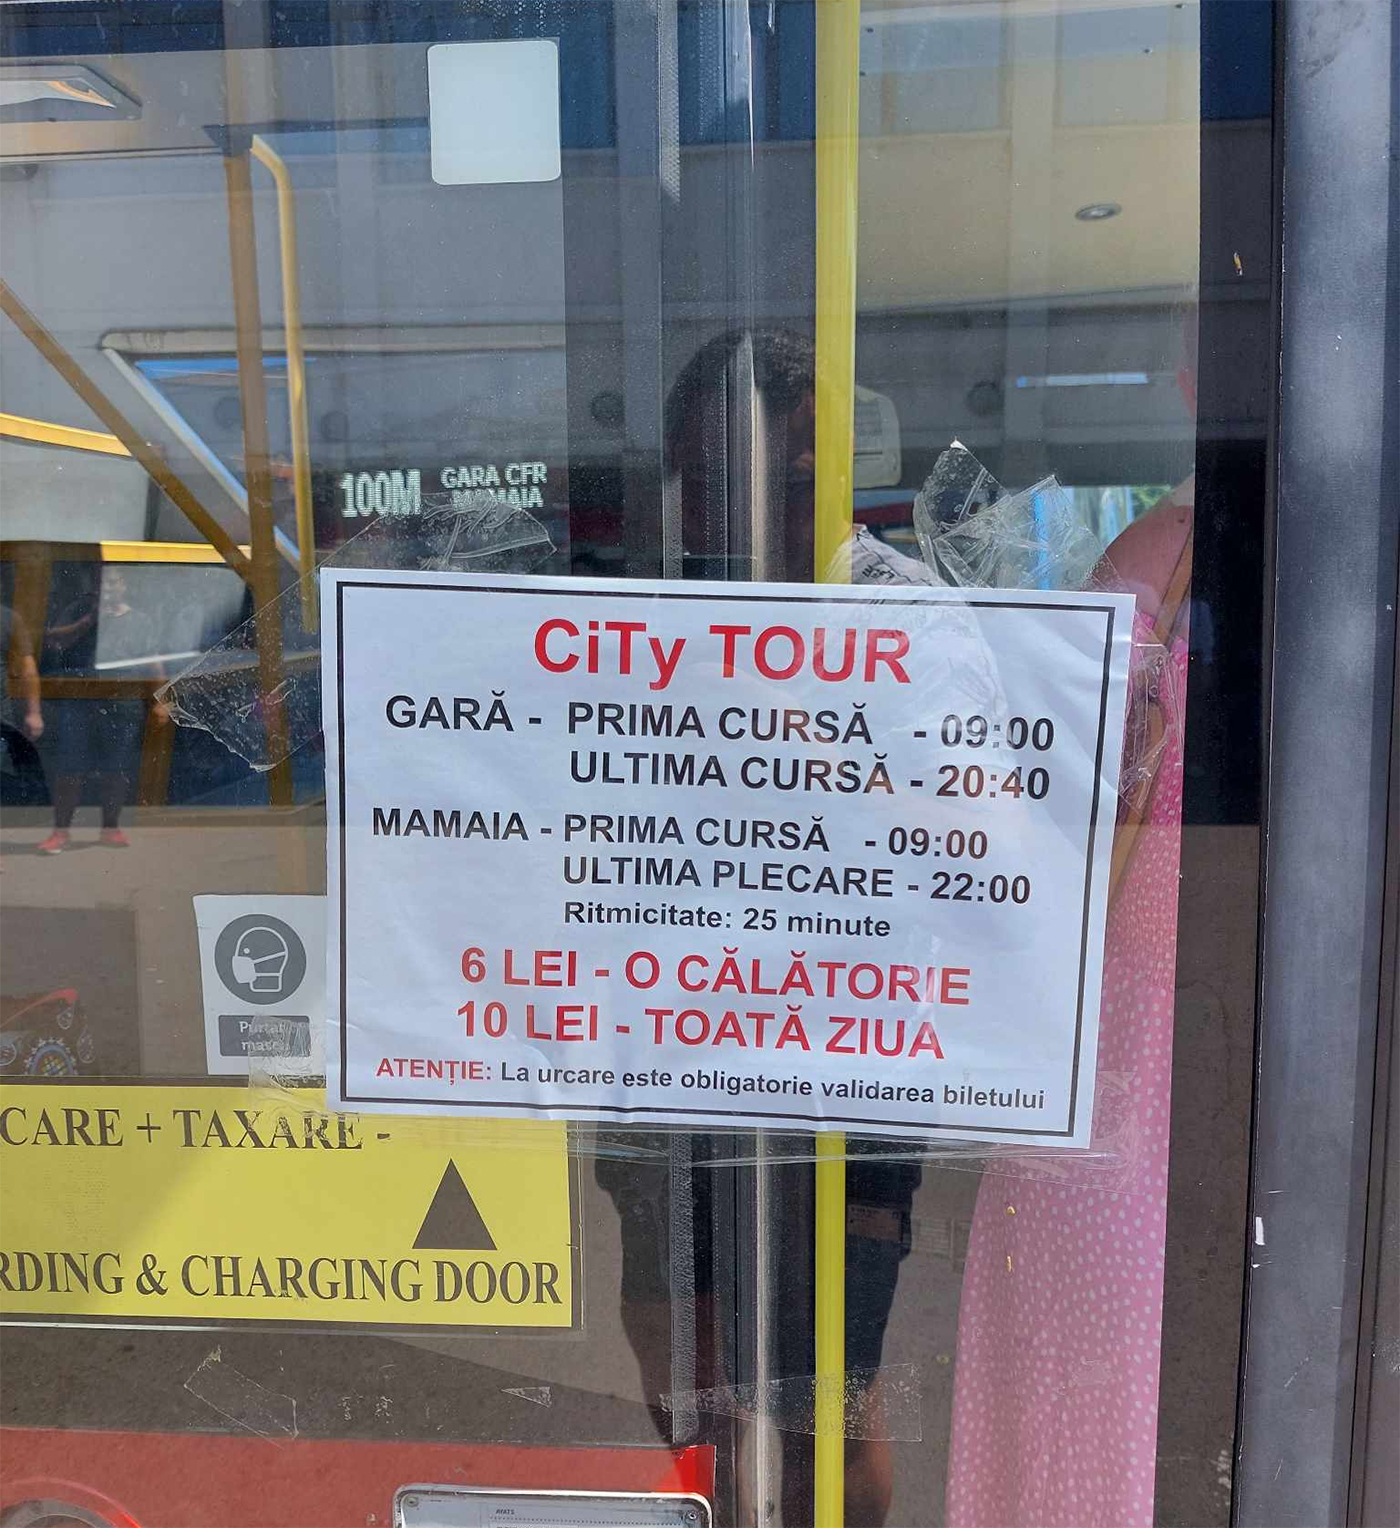 100M GARA CFR
MAMAIA
CiTy TOUR
GARĂ - PRIMA CURSĂ - 09:00
ULTIMA CURSĂ - 20:40
MAMAIA - PRIMA CURSĂ - 09:00
ULTIMA PLECARE - 22:00
Ritmicitate: 25 minute
6 LEI - O CĂLĂTORIE
10 LEI - TOATĂ ZIUA
ATENȚIE: La urcare este obligatorie validarea biletului
CARE + TAXARE -
RDING & CHARGING DOOR